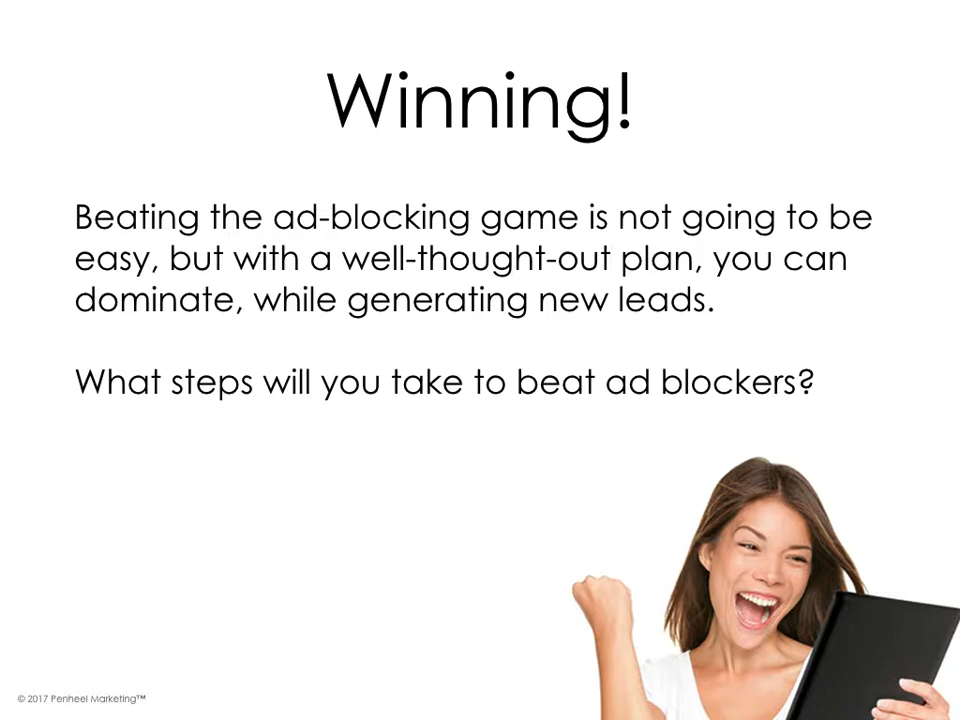 Winning!
Beating the ad-blocking game is not going to be
easy, but with a well-thought-out plan, you can
dominate, while generating new leads.
What steps will you take to beat ad blockers?
© 2017 Penheel Marketing™